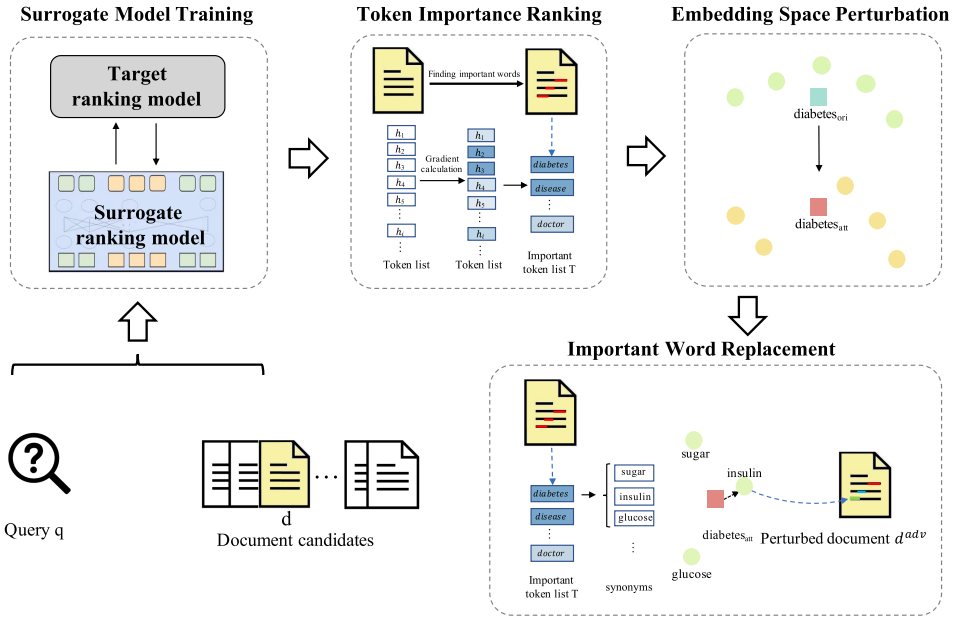 Surrogate Model Training
Target
ranking model
Surrogate
ranking model
Query q
?
d
Document candidates
...
Token Importance Ranking
Finding important words
h1
h2
h3
h4
h5
hi
Token list
Gradient
calculation
h1
h2
h3
h4
h5
hi
Token list
diabetes
disease
doctor
Important
token list T
Embedding Space Perturbation
diabetesori
diabetesatt
Important Word Replacement
diabetes
disease
doctor
Important
token list T
sugar
insulin
glucose
synonyms
sugar
insulin
diabetesatt
glucose
Perturbed document d^adv